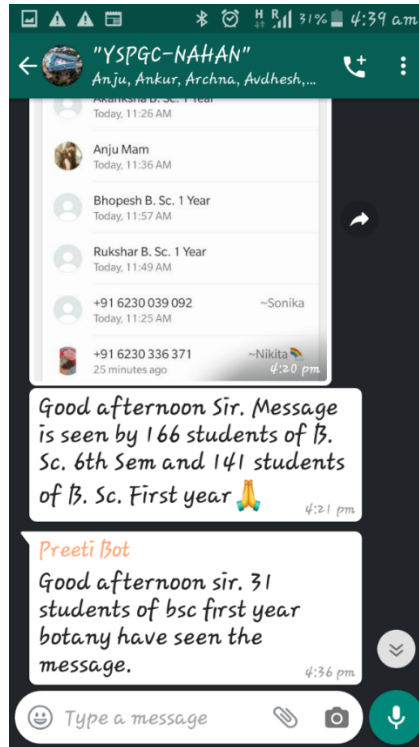 31% 4:39 am
"YSPGC-NAHAN"
Anju, Ankur, Archna, Avdhesh,...
Akanksha B. Sc. 1 Year
Today, 11:26 AM
Anju Mam
Today, 11:36 AM
Bhopesh B. Sc. 1 Year
Today, 11:57 AM
Rukshar B. Sc. 1 Year
Today, 11:49 AM
+91 6230 039 092 ~Sonika
Today, 11:25 AM
+91 6230 336 371 ~Nikita
25 minutes ago 4:20 pm
Good afternoon Sir. Message
is seen by 166 students of B.
Sc. 6th Sem and 141 students
of B. Sc. First year🙏
4:21 pm
Preeti Bot
Good afternoon sir. 31
students of bsc first year
botany have seen the
message.
4:36 pm
Type a message